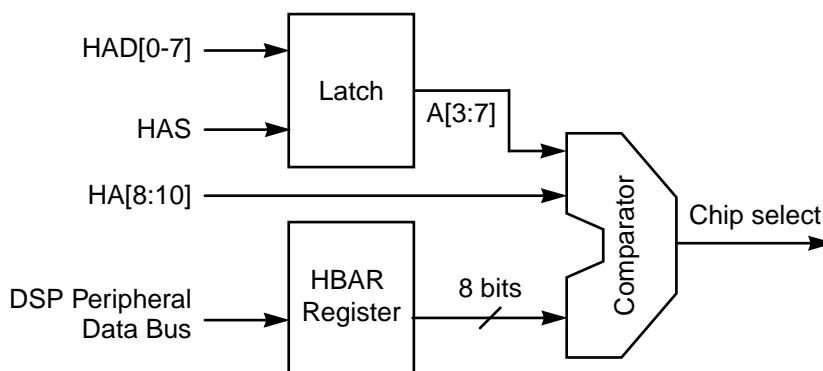 HAD[0-7]
Latch
A[3:7]
HAS
HA[8:10]
Comparator
Chip select
DSP Peripheral
Data Bus
HBAR
Register
8 bits